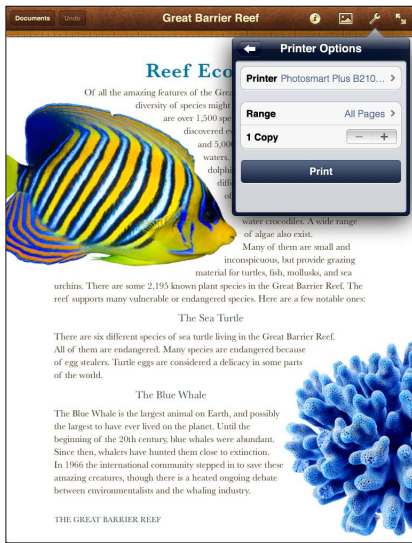 Documents
Undo
Great Barrier Reef
Printer Options
Printer Photosmart Plus B210...
Range All Pages
1 Copy
Print
Reef Eco
Of all the amazing features of the Grea
diversity of species might
are over 1,500 spe
discovered ev
and 5,00
waters.
dolphi
diffe
of
water crocodiles. A wide range
of algae also exist.
Many of them are small and
inconspicuous, but provide grazing
material for turtles, fish, mollusks, and sea
urchins. There are some 2,195 known plant species in the Great Barrier Reef. The
reef supports many vulnerable or endangered species. Here are a few notable ones:
The Sea Turtle
There are six different species of sea turtle living in the Great Barrier Reef.
All of them are endangered. Many species are endangered because
of egg stealers. Turtle eggs are considered a delicacy in some parts
of the world.
The Blue Whale
The Blue Whale is the largest animal on Earth, and possibly
the largest to have ever lived on the planet. Until the
beginning of the 20th century, blue whales were abundant.
Since then, whalers have hunted them close to extinction.
In 1966 the international community stepped in to save these
amazing creatures, though there is a heated ongoing debate
between environmentalists and the whaling industry.
THE GREAT BARRIER REEF